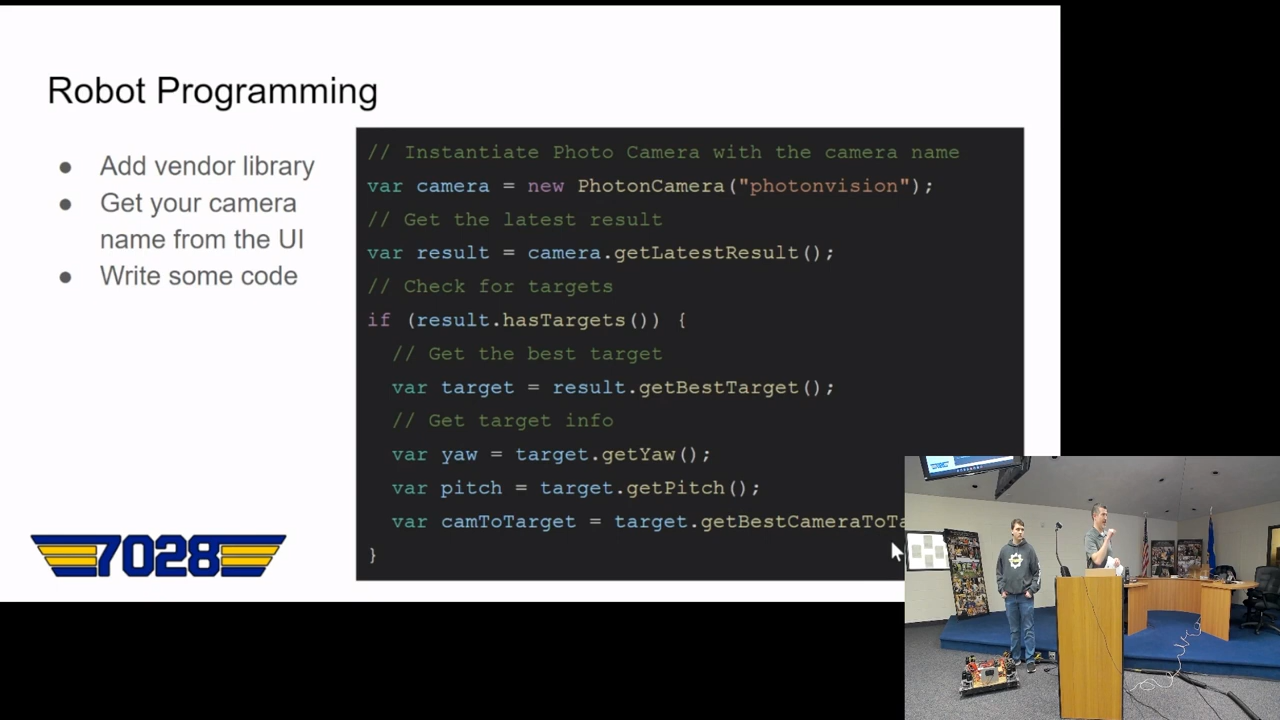 Robot Programming
● Add vendor library
● Get your camera
name from the UI
● Write some code
// Instantiate Photo Camera with the camera name
var camera = new PhotonCamera("photonvision");
// Get the latest result
var result = camera.getLatestResult();
// Check for targets
if (result.hasTargets()) {
// Get the best target
var target = result.getBestTarget();
// Get target info
var yaw = target.getYaw();
var pitch = target.getPitch();
var camToTarget = target.getBestCameraToTa
}
7028